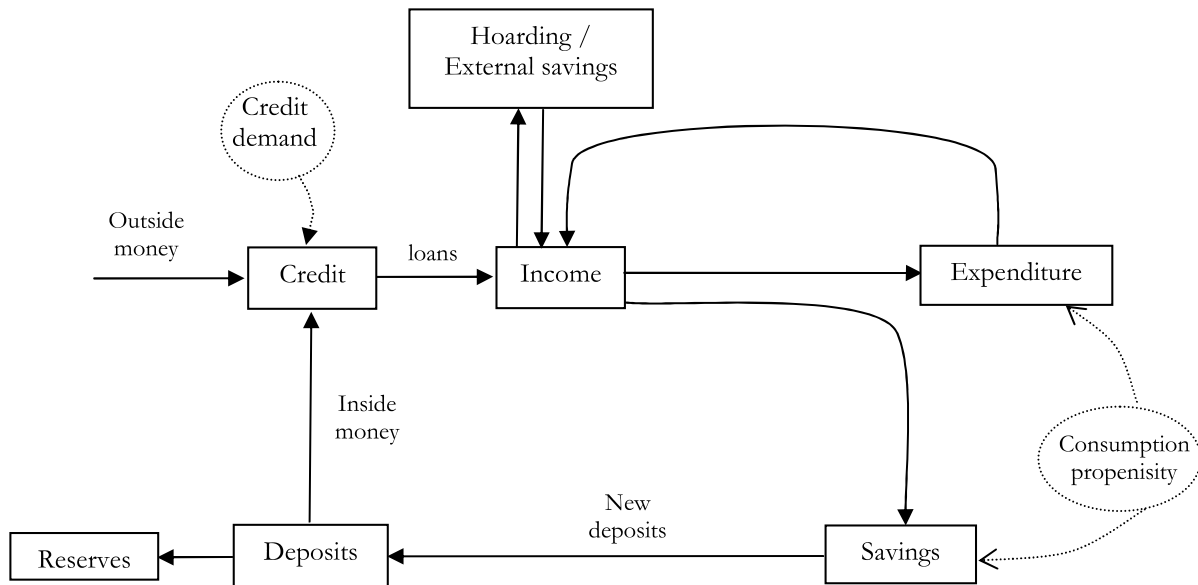 Hoarding /
External savings
Credit
demand
Outside
money
Credit
loans
Income
Expenditure
Inside
money
Consumption
propenisity
New
deposits
Reserves
Deposits
Savings